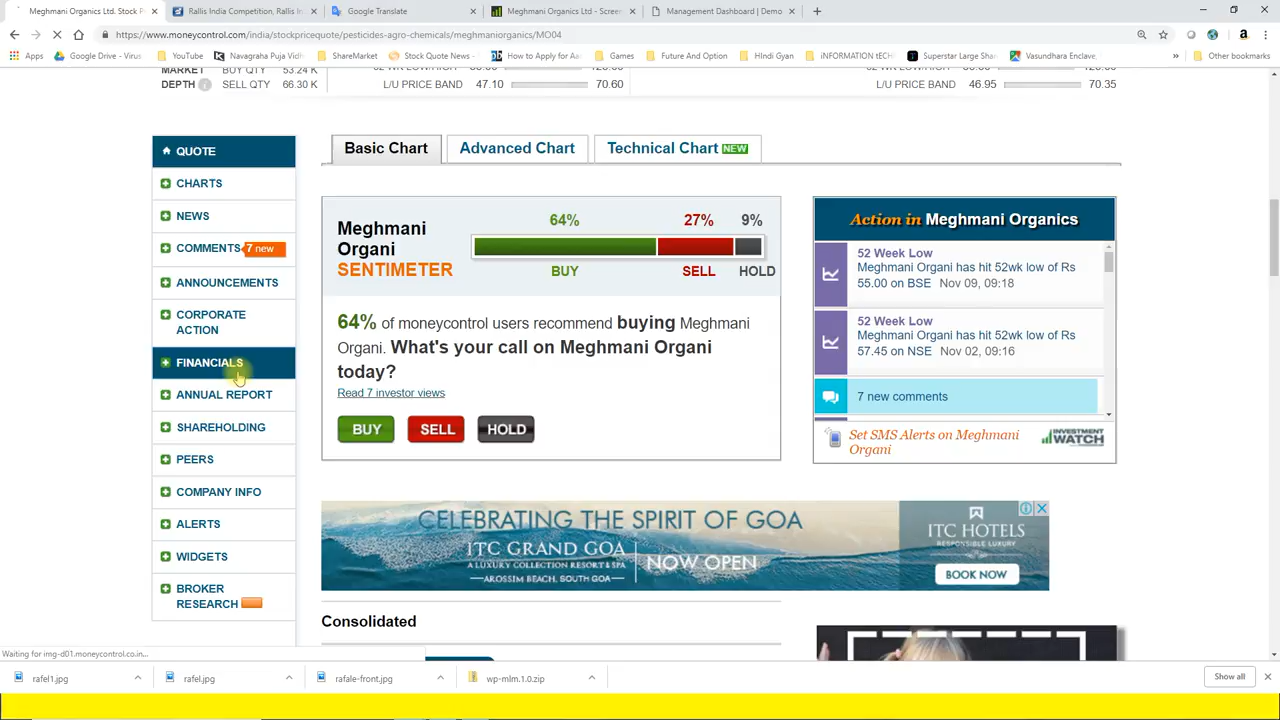 Meghmani Organics Ltd. Stock P
Rallis India Competition, Rallis In
Google Translate
Meghmani Organics Ltd - Screen
Management Dashboard | Demo
https://www.moneycontrol.com/india/stockpricequote/pesticides-agro-chemicals/meghmaniorganics/MO04
Apps
Google Drive - Virus
YouTube
Navagraha Puja Vidh
ShareMarket
Stock Quote News -
How to Apply for Aa
Games
Future And Option
HIndi Gyan
iNFORMATION tECH
Superstar Large Shar
Vasundhara Enclave,
Other bookmarks
MARKET BUY QTY 53.24 K
DEPTH SELL QTY 66.30 K
L/U PRICE BAND 47.10 70.60
L/U PRICE BAND 46.95 70.35
QUOTE
CHARTS
NEWS
COMMENTS 7 new
ANNOUNCEMENTS
CORPORATE
ACTION
FINANCIALS
ANNUAL REPORT
SHAREHOLDING
PEERS
COMPANY INFO
ALERTS
WIDGETS
BROKER
RESEARCH
Basic Chart
Advanced Chart
Technical Chart NEW
Meghmani
Organi
SENTIMETER
64% 27% 9%
BUY SELL HOLD
64% of moneycontrol users recommend buying Meghmani
Organi. What's your call on Meghmani Organi
today?
Read 7 investor views
BUY SELL HOLD
Action in Meghmani Organics
52 Week Low
Meghmani Organi has hit 52wk low of Rs
55.00 on BSE Nov 09, 09:18
52 Week Low
Meghmani Organi has hit 52wk low of Rs
57.45 on NSE Nov 02, 09:16
7 new comments
Set SMS Alerts on Meghmani
Organi
INVESTMENT
WATCH
CELEBRATING THE SPIRIT OF GOA
ITC GRAND GOA
A LUXURY COLLECTION RESORT & SPA
AROSSIM BEACH, SOUTH GOA
NOW OPEN
ITC HOTELS
RESPONSIBLE LUXURY
BOOK NOW
Consolidated
Waiting for img-d01.moneycontrol.co.in...
rafel1.jpg
rafel.jpg
rafale-front.jpg
wp-mlm.1.0.zip
Show all